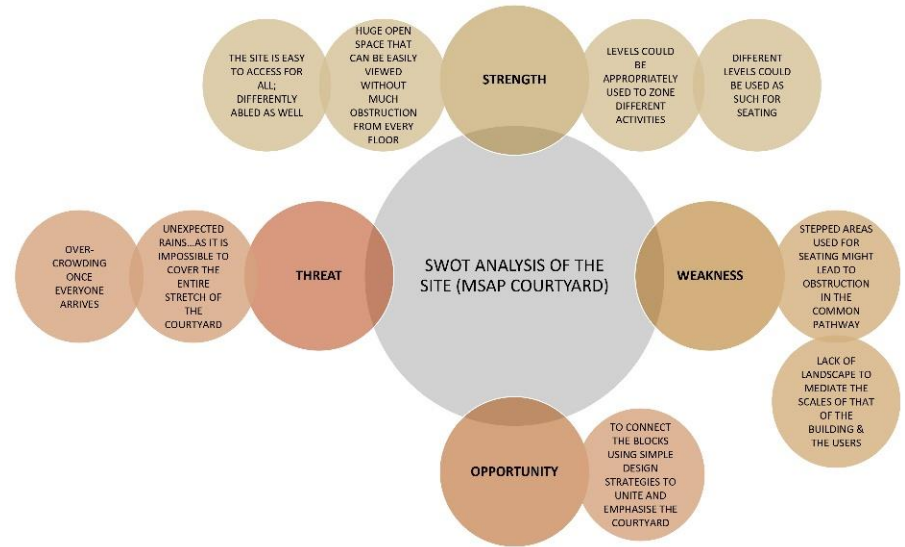 THE SITE IS EASY
TO ACCESS FOR
ALL;
DIFFERENTLY
ABLED AS WELL
HUGE OPEN
SPACE THAT
CAN BE EASILY
VIEWED
WITHOUT
MUCH
OBSTRUCTION
FROM EVERY
FLOOR
STRENGTH
LEVELS COULD
BE
APPROPRIATELY
USED TO ZONE
DIFFERENT
ACTIVITIES
DIFFERENT
LEVELS COULD
BE USED AS
SUCH FOR
SEATING
OVER-
CROWDING
ONCE
EVERYONE
ARRIVES
UNEXPECTED
RAINS...AS IT IS
IMPOSSIBLE TO
COVER THE
ENTIRE
STRETCH OF
THE
COURTYARD
THREAT
SWOT ANALYSIS OF THE
SITE (MSAP COURTYARD)
WEAKNESS
STEPPED AREAS
USED FOR
SEATING MIGHT
LEAD TO
OBSTRUCTION
IN THE
COMMON
PATHWAY
LACK OF
LANDSCAPE TO
MEDIATE THE
SCALES OF THAT
OF THE
BUILDING &
THE USERS
OPPORTUNITY
TO CONNECT
THE BLOCKS
USING SIMPLE
DESIGN
STRATEGIES TO
UNITE AND
EMPHASISE THE
COURTYARD